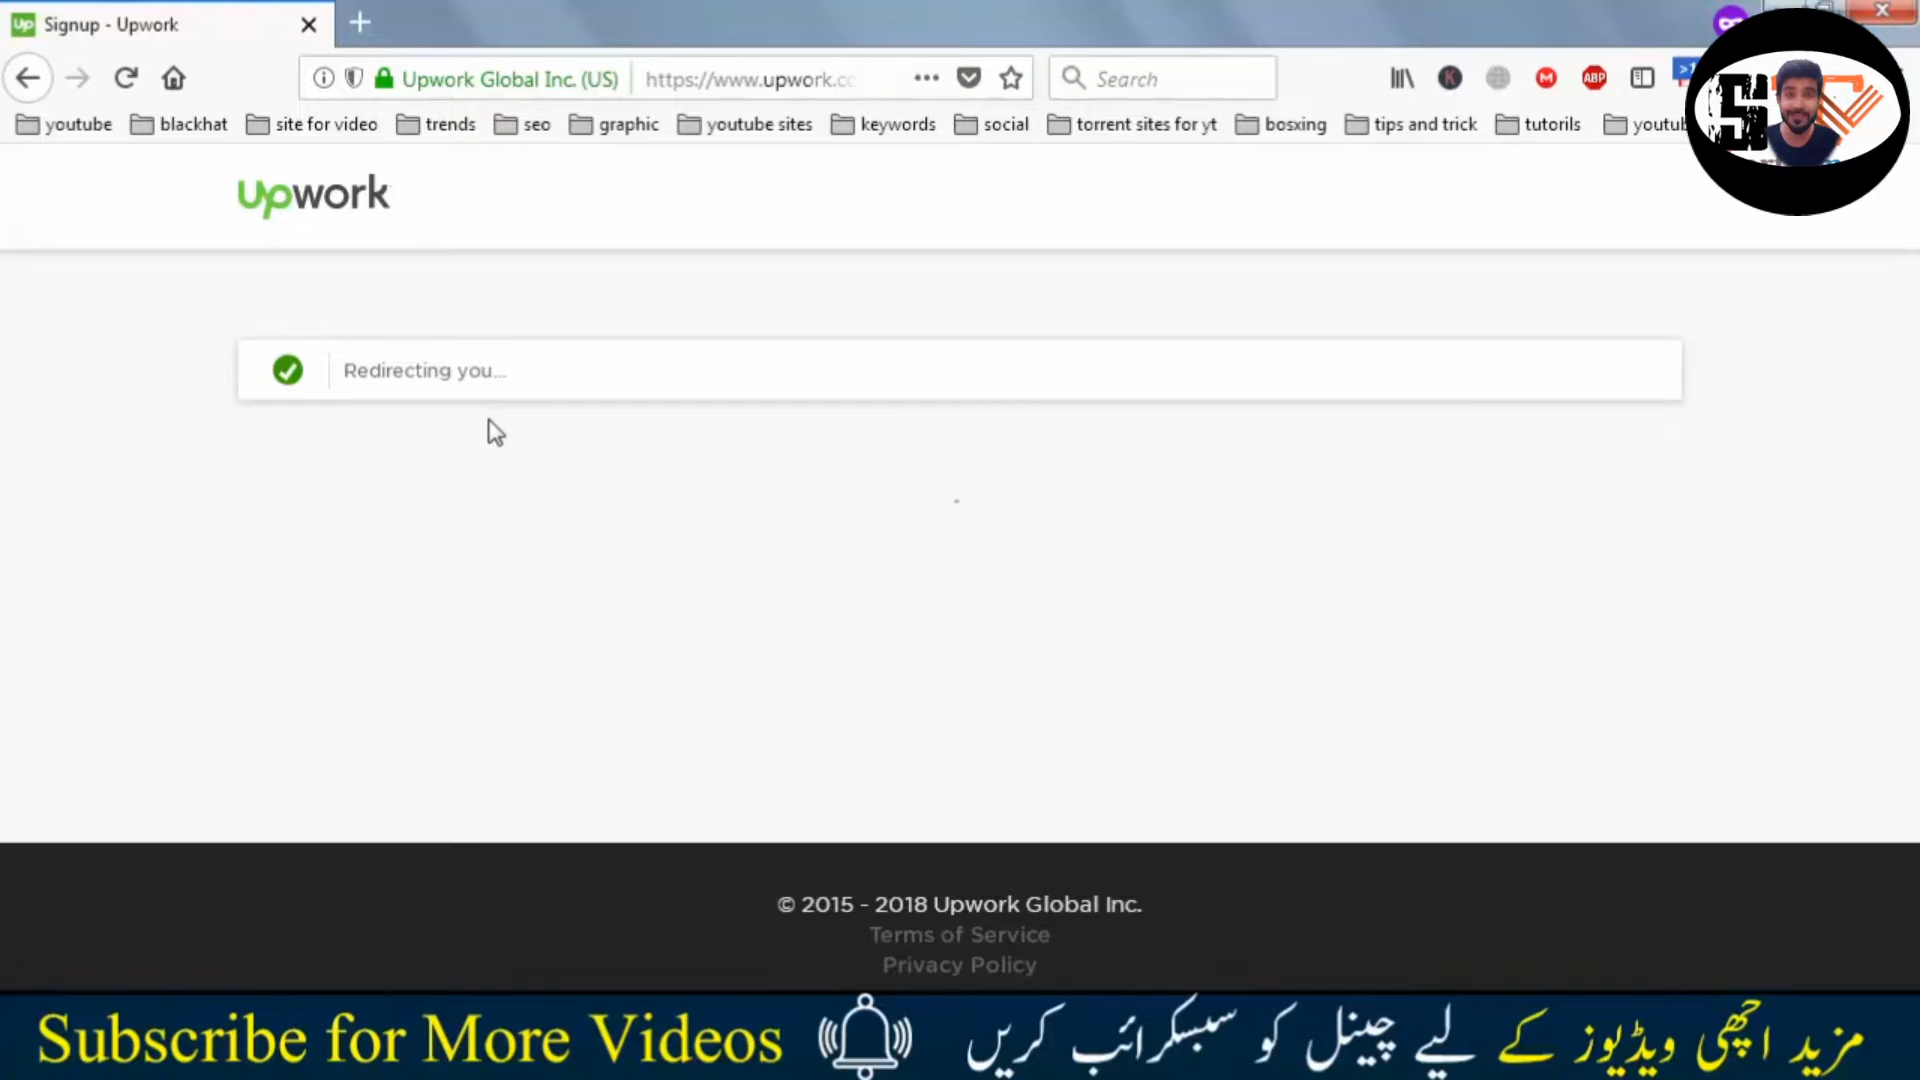 Signup - Upwork
Upwork Global Inc. (US) https://www.upwork.c
Search
youtube blackhat site for video trends seo graphic youtube sites keywords social torrent sites for yt bosxing tips and trick tutorils youtub
Upwork
Redirecting you...
© 2015 - 2018 Upwork Global Inc.
Terms of Service
Privacy Policy
Subscribe for More Videos
مزید اچھی ویڈیوز کے لیے چینل کو سبسکرائب کریں